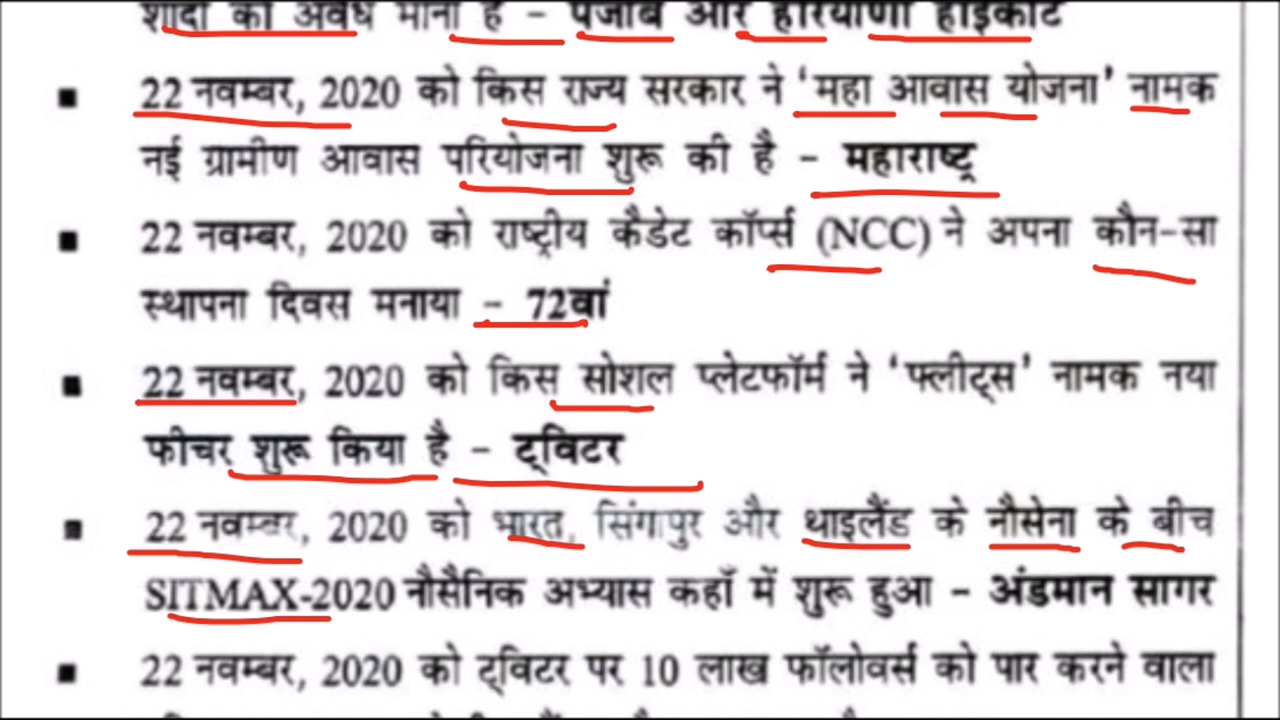 शादी को अवैध माना है - पंजाब और हरियाणा हाईकोर्ट
▪ 22 नवम्बर, 2020 को किस राज्य सरकार ने 'महा आवास योजना' नामक
नई ग्रामीण आवास परियोजना शुरू की है - महाराष्ट्र
▪ 22 नवम्बर, 2020 को राष्ट्रीय कैडेट कॉर्प्स (NCC) ने अपना कौन-सा
स्थापना दिवस मनाया - 72वां
▪ 22 नवम्बर, 2020 को किस सोशल प्लेटफॉर्म ने 'फ्लीट्स' नामक नया
फीचर शुरू किया है - ट्विटर
▪ 22 नवम्बर, 2020 को भारत, सिंगापुर और थाइलैंड के नौसेना के बीच
SITMAX-2020 नौसैनिक अभ्यास कहाँ में शुरू हुआ - अंडमान सागर
▪ 22 नवम्बर, 2020 को ट्विटर पर 10 लाख फॉलोवर्स को पार करने वाला